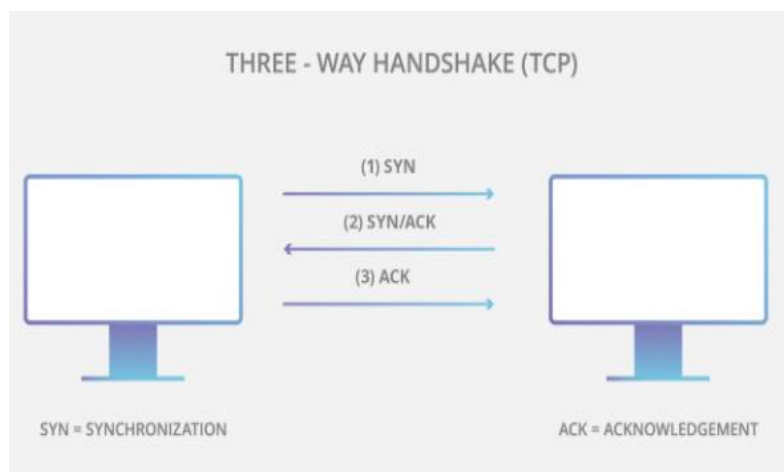 THREE - WAY HANDSHAKE (TCP)
(1) SYN
(2) SYN/ACK
(3) ACK
SYN = SYNCHRONIZATION
ACK = ACKNOWLEDGEMENT